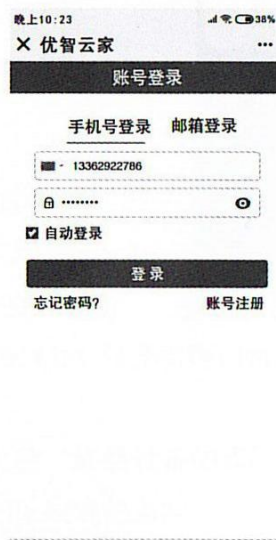 晚上10:23 38%
优智云家
账号登录
手机号登录 邮箱登录
13362922786
自动登录
登录
忘记密码? 账号注册